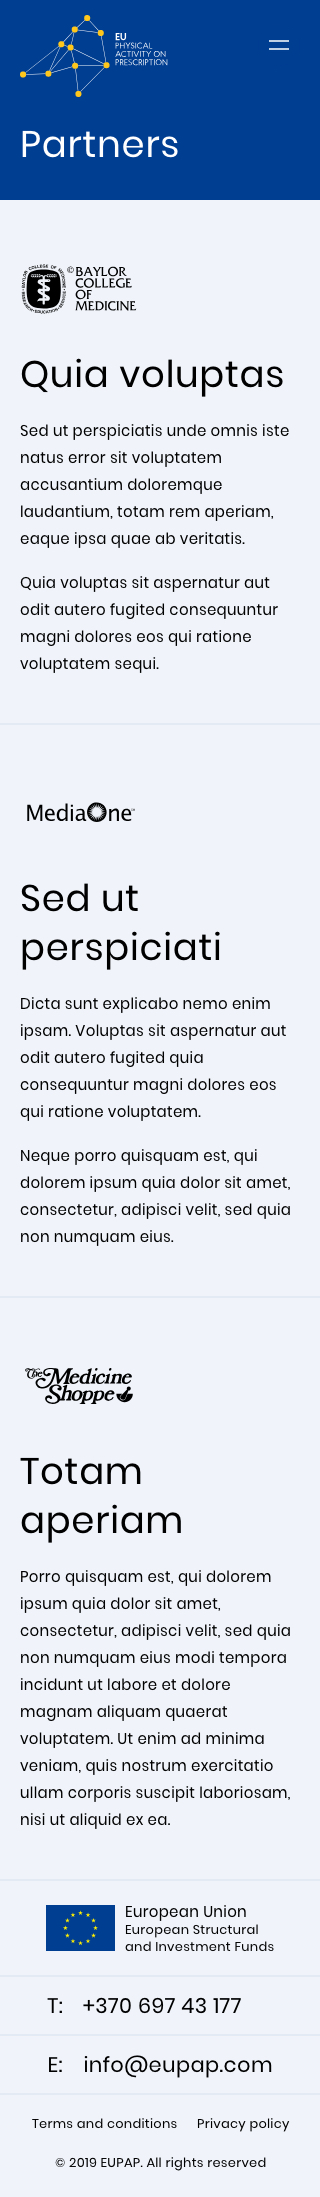 EU
PHYSICAL
ACTIVITY ON
PRESCRIPTION
Partners
©BAYLOR
COLLEGE
OF
MEDICINE
Quia voluptas
Sed ut perspiciatis unde omnis iste
natus error sit voluptatem
accusantium doloremque
laudantium, totam rem aperiam,
eaque ipsa quae ab veritatis.
Quia voluptas sit aspernatur aut
odit autero fugited consequuntur
magni dolores eos qui ratione
voluptatem sequi.
MediaOne
Sed ut
perspiciati
Dicta sunt explicabo nemo enim
ipsam. Voluptas sit aspernatur aut
odit autero fugited quia
consequuntur magni dolores eos
qui ratione voluptatem.
Neque porro quisquam est, qui
dolorem ipsum quia dolor sit amet,
consectetur, adipisci velit, sed quia
non numquam eius.
The Medicine
Shoppe
Totam
aperiam
Porro quisquam est, qui dolorem
ipsum quia dolor sit amet,
consectetur, adipisci velit, sed quia
non numquam eius modi tempora
incidunt ut labore et dolore
magnam aliquam quaerat
voluptatem. Ut enim ad minima
veniam, quis nostrum exercitatio
ullam corporis suscipit laboriosam,
nisi ut aliquid ex ea.
European Union
European Structural
and Investment Funds
T: +370 697 43 177
E: info@eupap.com
Terms and conditions Privacy policy
© 2019 EUPAP. All rights reserved